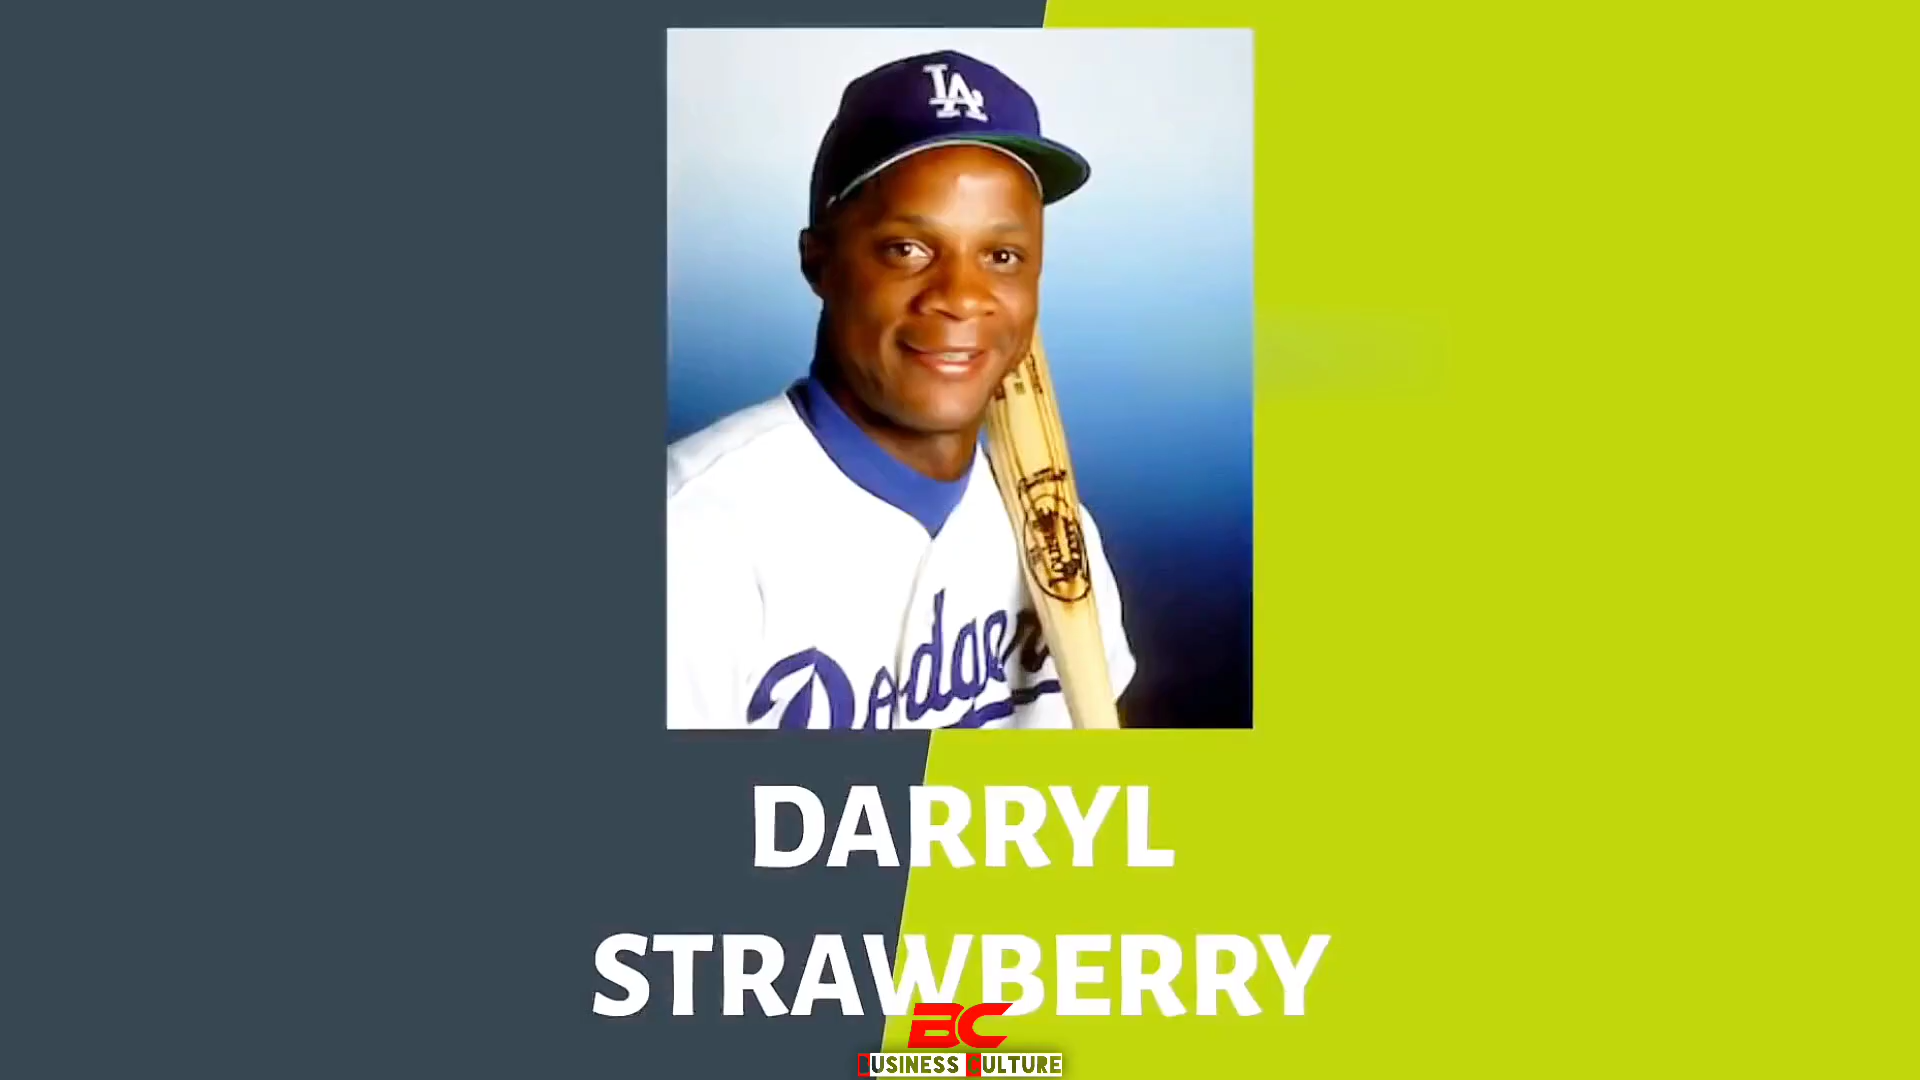 LA
Dodgers
DARRYL
STRAWBERRY
BC
BUSINESS CULTURE